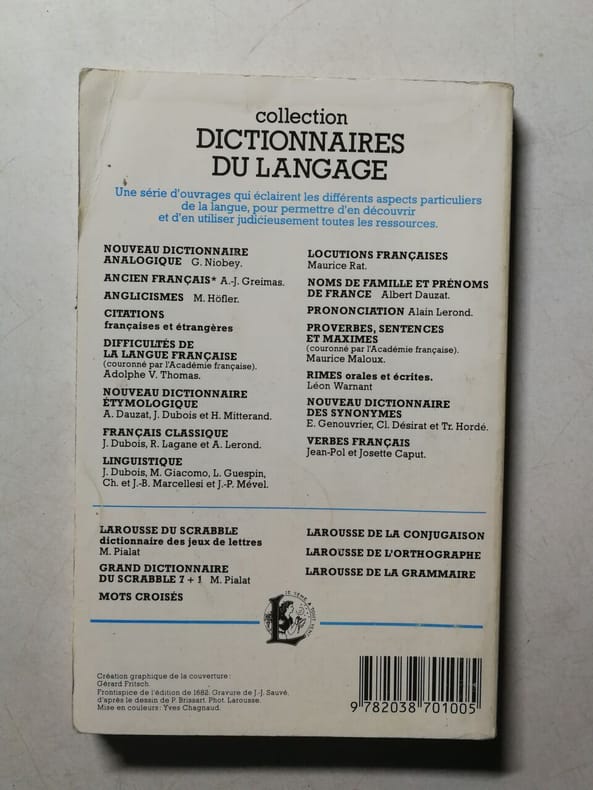 collection
DICTIONNAIRES
DU LANGAGE
Une série d'ouvrages qui éclairent les différents aspects particuliers
de la langue, pour permettre d'en découvrir
et d'en utiliser judicieusement toutes les ressources.
NOUVEAU DICTIONNAIRE
ANALOGIQUE G. Niobey.
ANCIEN FRANÇAIS* A.-J. Greimas.
ANGLICISMES M. Höfler.
CITATIONS
françaises et étrangères
DIFFICULTÉS DE
LA LANGUE FRANÇAISE
(couronné par l'Académie française).
Adolphe V. Thomas.
NOUVEAU DICTIONNAIRE
ÉTYMOLOGIQUE
A. Dauzat, J. Dubois et H. Mitterand.
FRANÇAIS CLASSIQUE
J. Dubois, R. Lagane et A. Lerond.
LINGUISTIQUE
J. Dubois, M. Giacomo, L. Guespin,
Ch. et J.-B. Marcellesi et J.-P. Mével.
LOCUTIONS FRANÇAISES
Maurice Rat.
NOMS DE FAMILLE ET PRÉNOMS
DE FRANCE Albert Dauzat.
PRONONCIATION Alain Lerond.
PROVERBES, SENTENCES
ET MAXIMES
(couronné par l'Académie française).
Maurice Maloux.
RIMES orales et écrites.
Léon Warnant
NOUVEAU DICTIONNAIRE
DES SYNONYMES
E. Genouvrier, Cl. Désirat et Tr. Hordé.
VERBES FRANÇAIS
Jean-Pol et Josette Caput.
LAROUSSE DU SCRABBLE
dictionnaire des jeux de lettres
M. Pialat
GRAND DICTIONNAIRE
DU SCRABBLE 7 + 1 M. Pialat
MOTS CROISÉS
LAROUSSE DE LA CONJUGAISON
LAROUSSE DE L'ORTHOGRAPHE
LAROUSSE DE LA GRAMMAIRE
JE SÈME À TOUT VENT
L
Création graphique de la couverture :
Gérard Fritsch.
Frontispice de l'édition de 1682. Gravure de J.-J. Sauvé.
d'après le dessin de P. Brissart. Phot. Larousse.
Mise en couleurs : Yves Chagnaud.
9 782038 701005